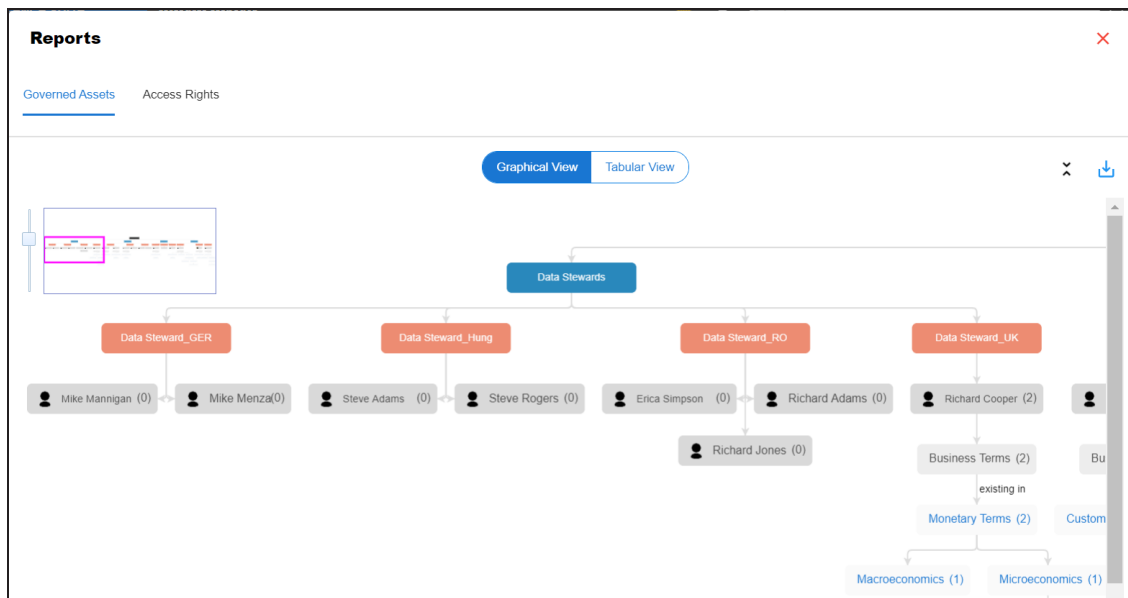 Reports
Governed Assets Access Rights
Graphical View Tabular View
Data Stewards
Data Steward_GER Data Steward_Hung Data Steward_RO Data Steward_UK
Mike Mannigan (0) Mike Menza(0) Steve Adams (0) Steve Rogers (0) Erica Simpson (0) Richard Adams (0) Richard Cooper (2)
Richard Jones (0)
Business Terms (2) Bu
existing in
Monetary Terms (2) Custom
Macroeconomics (1) Microeconomics (1)